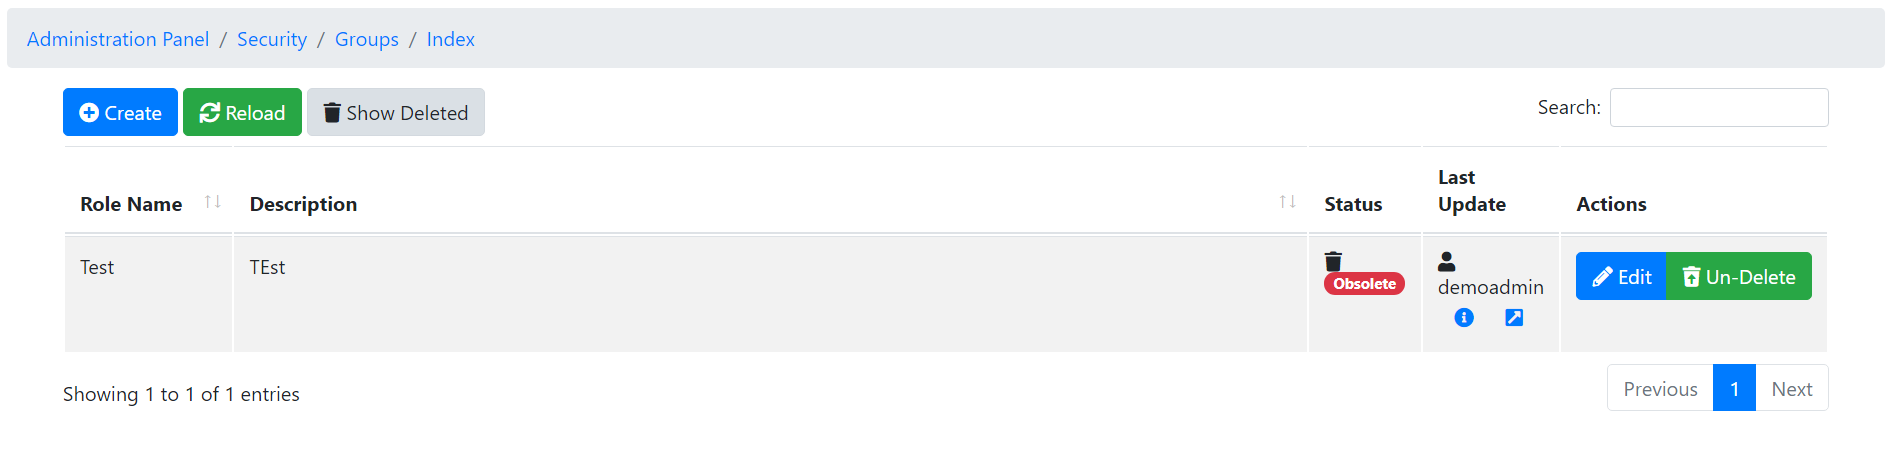 Administration Panel / Security / Groups / Index
Create Reload Show Deleted Search:
Role Name Description Status Last Update Actions
Test TEst Obsolete demoadmin Edit Un-Delete
Showing 1 to 1 of 1 entries Previous 1 Next